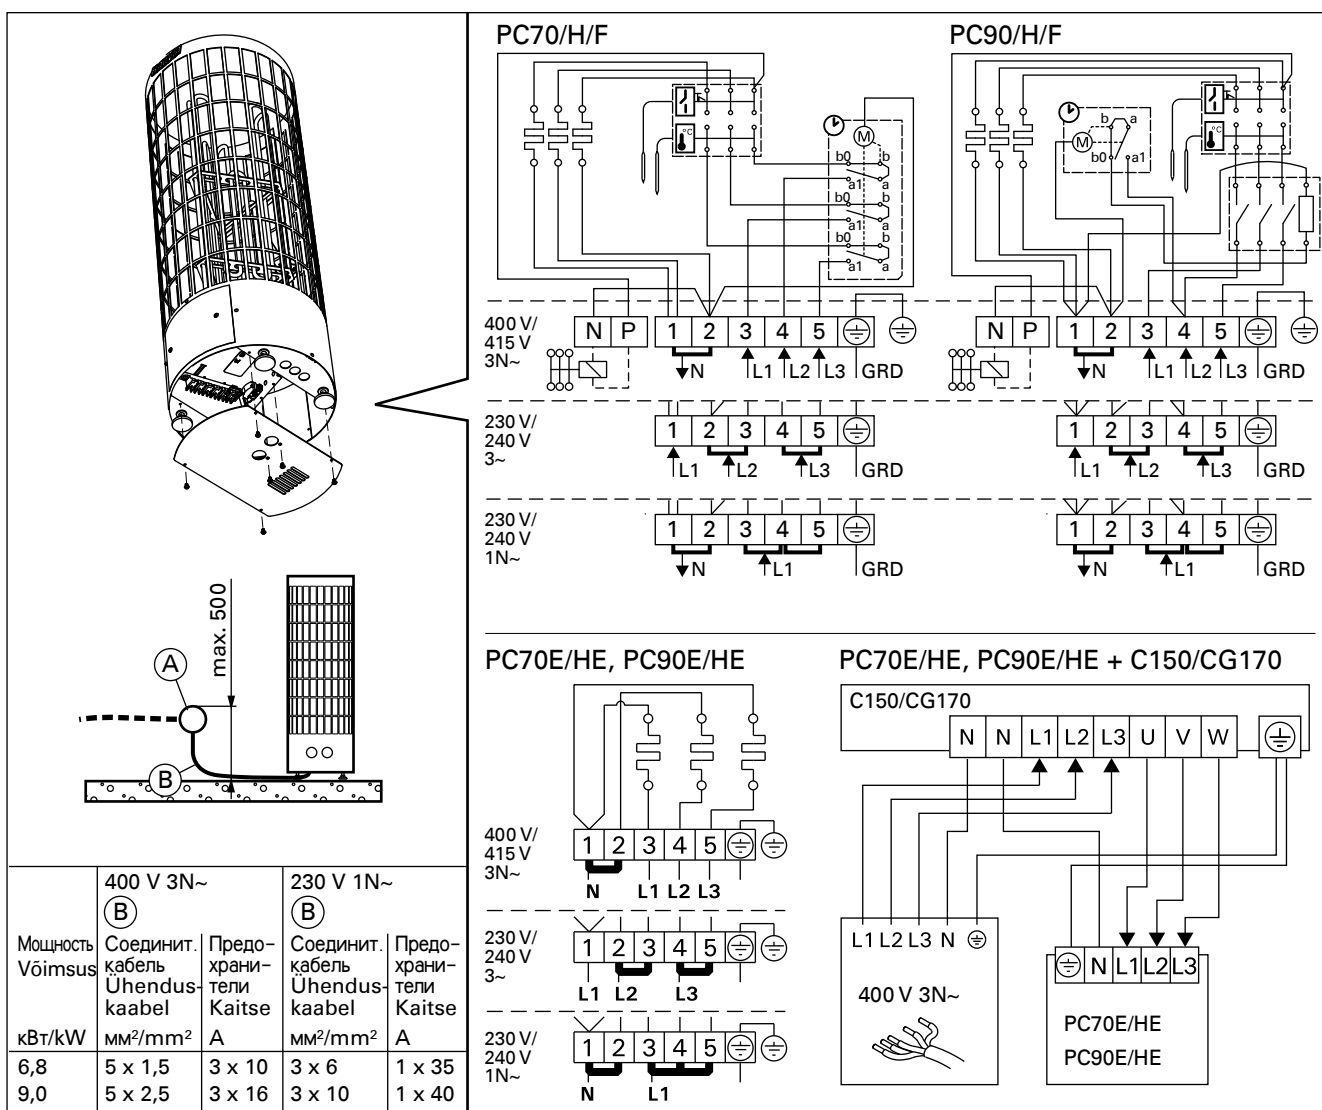 PC70/H/F
°C
M
b0 b
a1 a
b0 b
a1 a
b0 b
a1 a
400 V/
415 V
3N~
N P
1 2 3 4 5
N L1 L2 L3 GRD
230 V/
240 V
3~
1 2 3 4 5
L1 L2 L3 GRD
230 V/
240 V
1N~
1 2 3 4 5
N L1 GRD
PC90/H/F
°C
M
b a
b0 a1
N P
1 2 3 4 5
N L1 L2 L3 GRD
1 2 3 4 5
L1 L2 L3 GRD
1 2 3 4 5
N L1 GRD
max. 500
A
B
400 V 3N~
230 V 1N~
B
B
Мощность
Võimsus
кВт/kW
Соединит.
кабель
Ühendus-
kaabel
мм²/mm²
Предо-
храни-
тели
Kaitse
A
Соединит.
кабель
Ühendus-
kaabel
мм²/mm²
Предо-
храни-
тели
Kaitse
A
6,8 5 x 1,5 3 x 10 3 x 6 1 x 35
9,0 5 x 2,5 3 x 16 3 x 10 1 x 40
PC70E/HE, PC90E/HE
400 V/
415 V
3N~
1 2 3 4 5
N L1 L2 L3
230 V/
240 V
3~
1 2 3 4 5
L1 L2 L3
230 V/
240 V
1N~
1 2 3 4 5
N L1
PC70E/HE, PC90E/HE + C150/CG170
C150/CG170
N N L1 L2 L3 U V W
L1 L2 L3 N
400 V 3N~
N L1 L2 L3
PC70E/HE
PC90E/HE